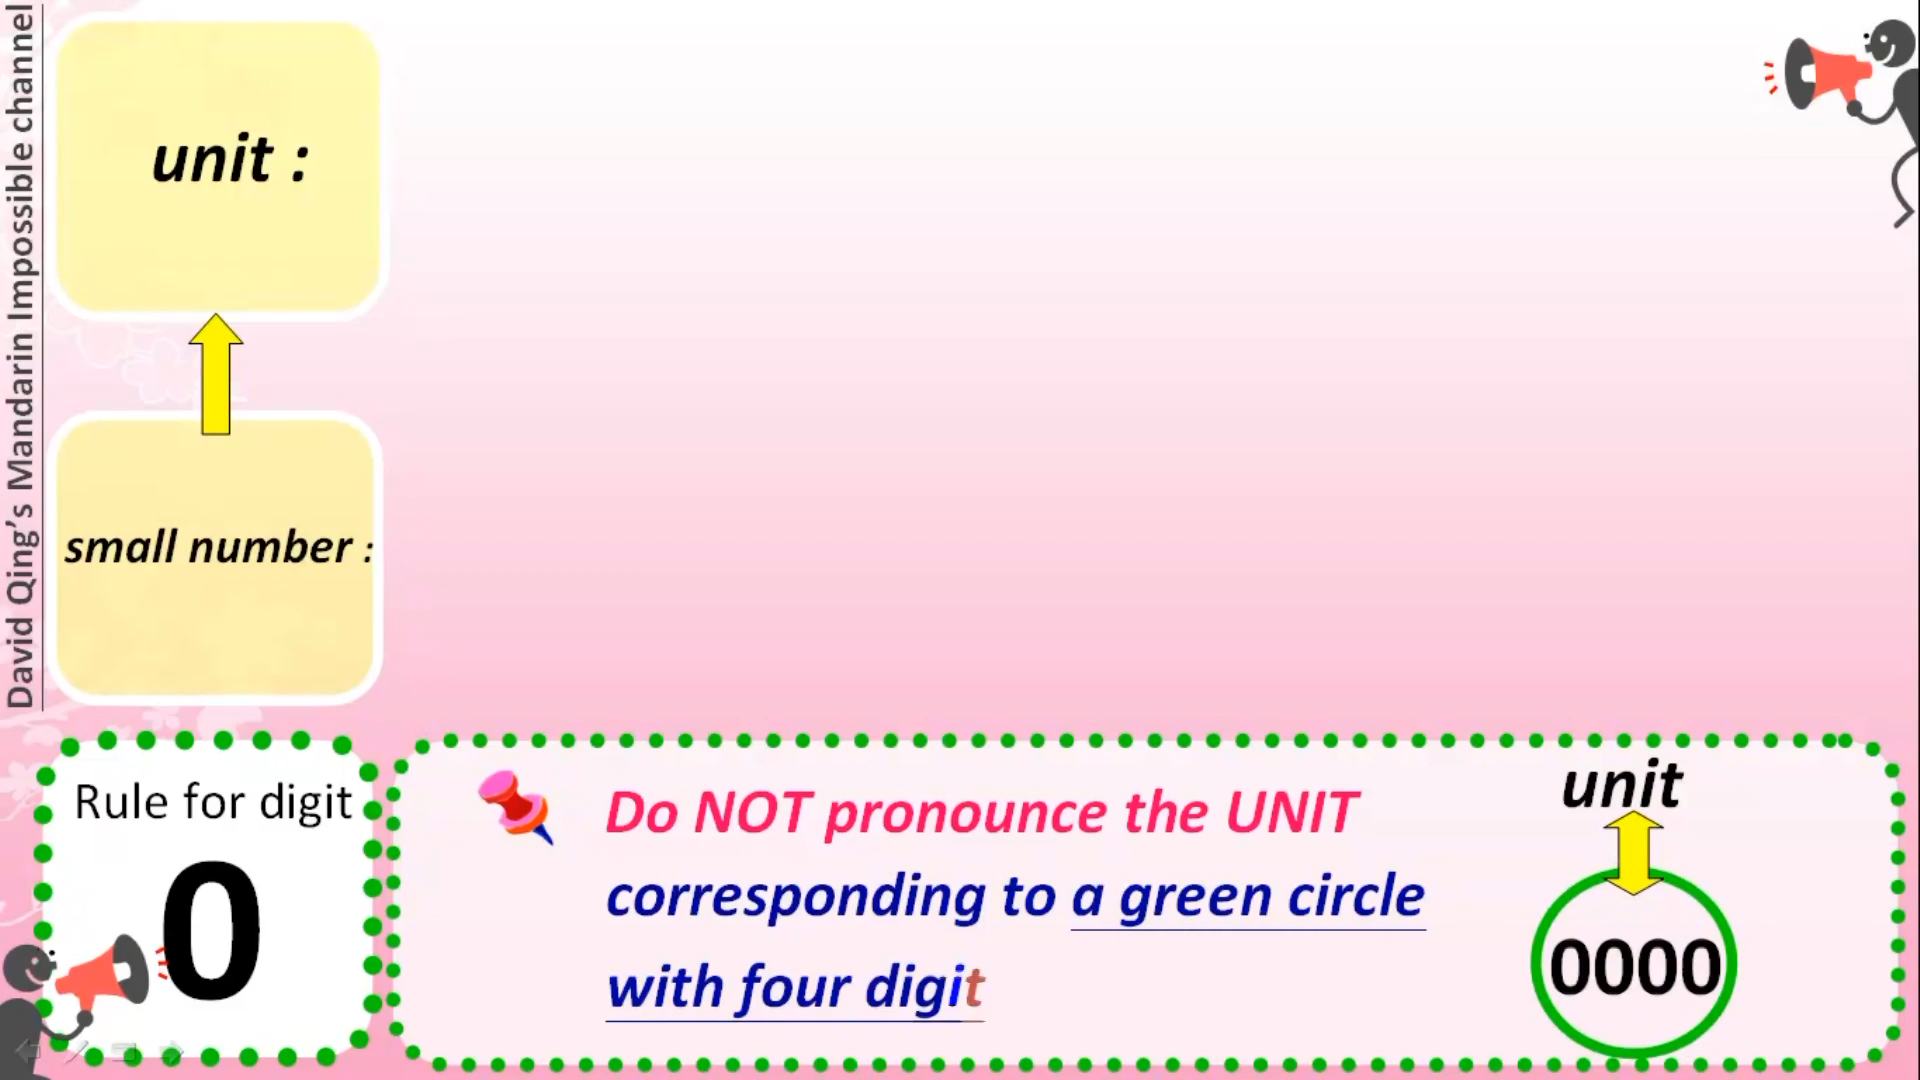 David Qing's Mandarin Impossible channel
unit :
small number :
Rule for digit
0
Do NOT pronounce the UNIT
corresponding to a green circle
with four digit
unit
0000